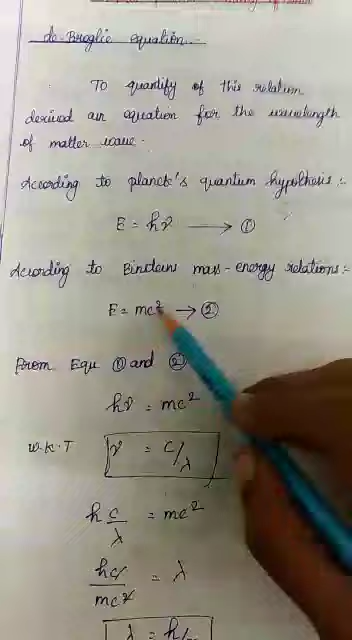 de-Broglie equation:-
To quantify of this relation
derived an equation for the wavelength
of matter wave.
According to planck's quantum hypothesis:-
E = hν → ①
According to Einsteins mass-energy relations:-
E = mc² → ②
From Equ ① and ②
hν = mc²
W.K.T ν = c/λ
h c/λ = mc²
hc/mc² = λ
λ = h/